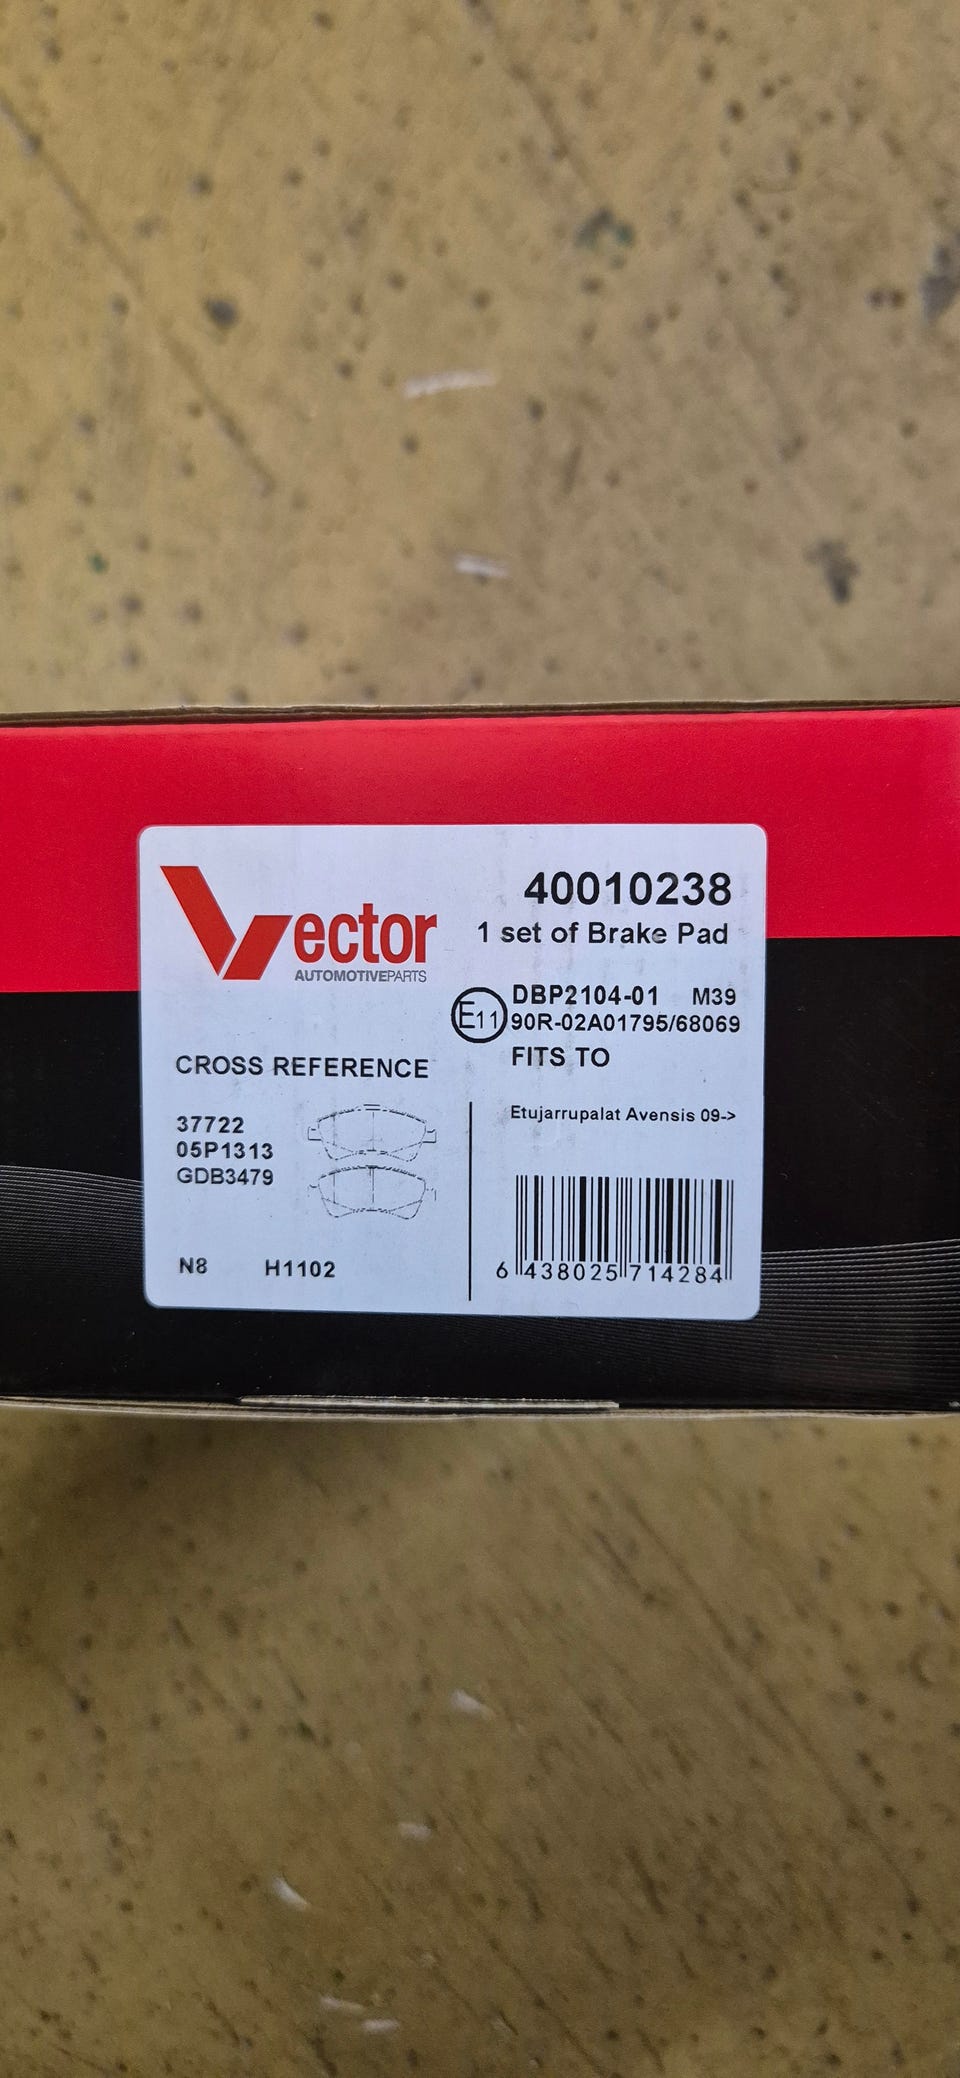 Vector
AUTOMOTIVEPARTS
40010238
1 set of Brake Pad
E11
DBP2104-01 M39
90R-02A01795/68069
FITS TO
Etujarrupalat Avensis 09->
CROSS REFERENCE
37722
05P1313
GDB3479
N8 H1102
6 438025 714284